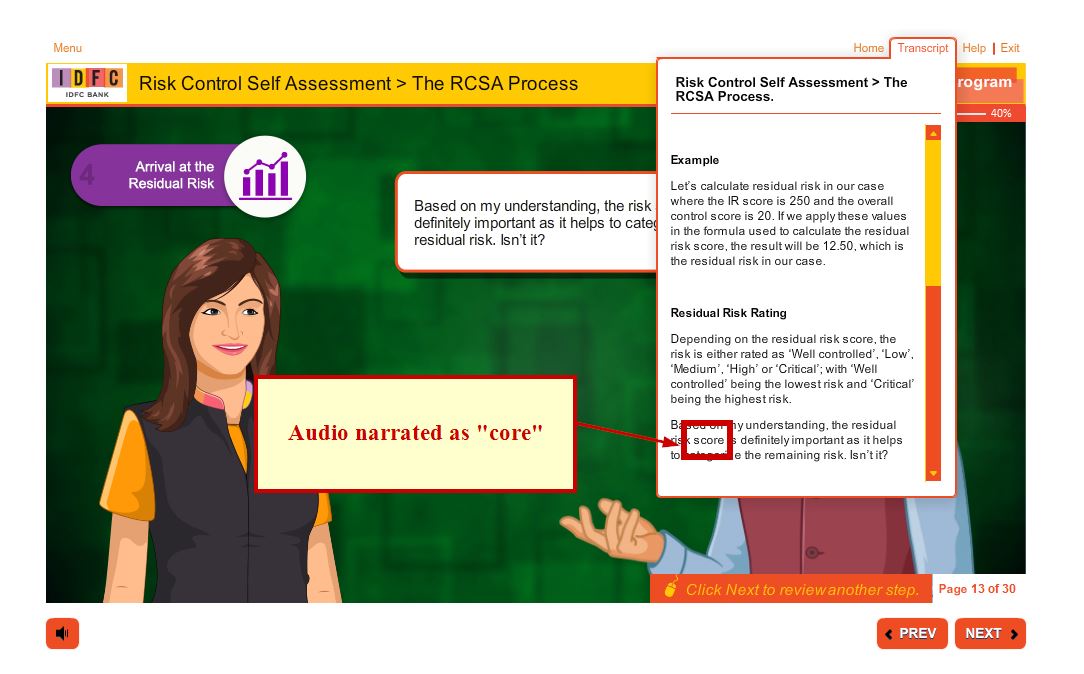 Menu
Home Transcript Help | Exit
IDFC
IDFC BANK
Risk Control Self Assessment > The RCSA Process
rogram
40%
4
Arrival at the
Residual Risk
Based on my understanding, the risk
definitely important as it helps to categ
residual risk. Isn't it?
Risk Control Self Assessment > The
RCSA Process.
Example
Let's calculate residual risk in our case
where the IR score is 250 and the overall
control score is 20. If we apply these values
in the formula used to calculate the residual
risk score, the result will be 12.50, which is
the residual risk in our case.
Residual Risk Rating
Depending on the residual risk score, the
risk is either rated as ‘Well controlled’, ‘Low’,
‘Medium’, ‘High’ or ‘Critical’; with ‘Well
controlled’ being the lowest risk and ‘Critical’
being the highest risk.
Based on my understanding, the residual
risk score is definitely important as it helps
to categorize the remaining risk. Isn't it?
Audio narrated as "core"
Click Next to review another step.
Page 13 of 30
PREV
NEXT